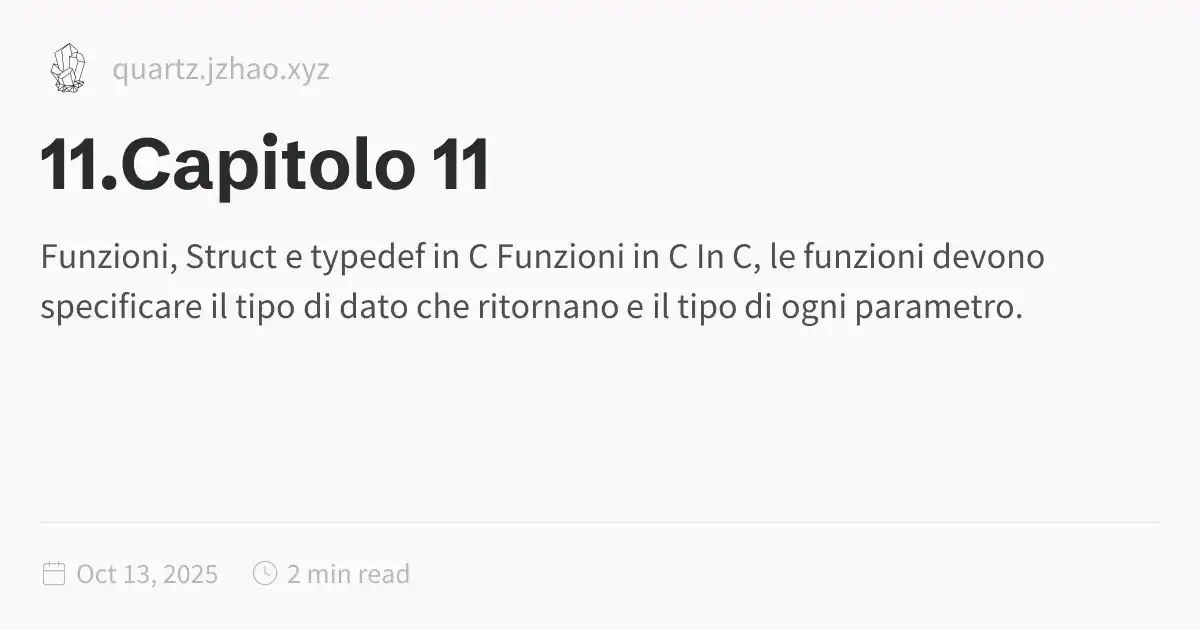 quartz.jzhao.xyz
11.Capitolo 11
Funzioni, Struct e typedef in C Funzioni in C In C, le funzioni devono
specificare il tipo di dato che ritornano e il tipo di ogni parametro.
Oct 13, 2025 2 min read